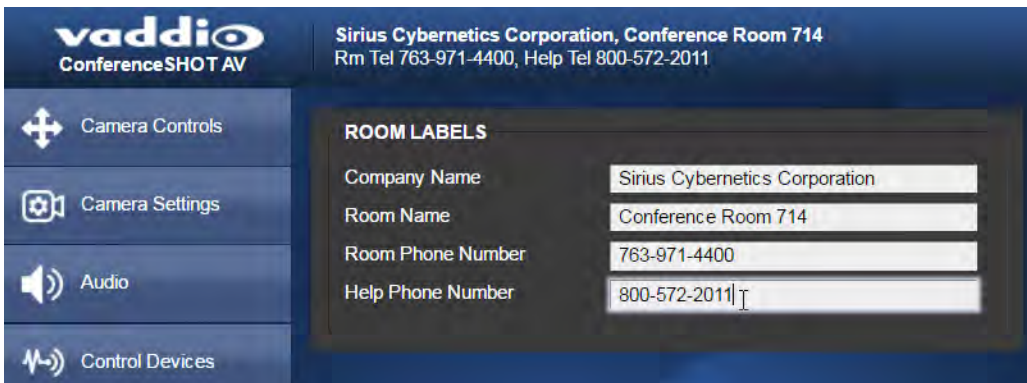 vaddio
ConferenceSHOT AV
Sirius Cybernetics Corporation, Conference Room 714
Rm Tel 763-971-4400, Help Tel 800-572-2011
Camera Controls
Camera Settings
Audio
Control Devices
ROOM LABELS
Company Name Sirius Cybernetics Corporation
Room Name Conference Room 714
Room Phone Number 763-971-4400
Help Phone Number 800-572-2011